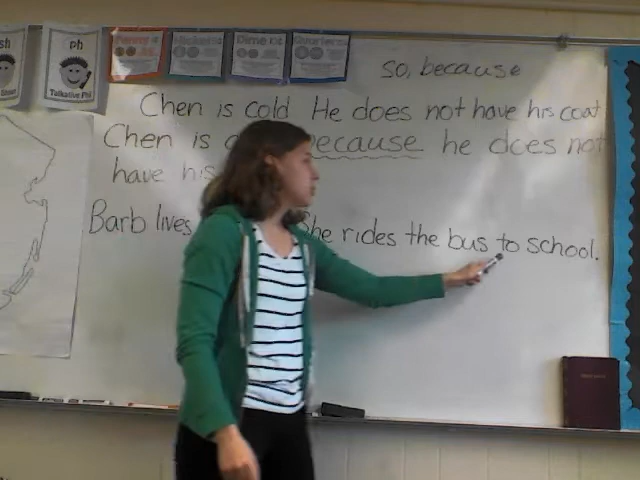 sh
ph
Talkative Phil
so, because
Chen is cold He does not have his coat
Chen is because he does not
have his
Barb lives She rides the bus to school.